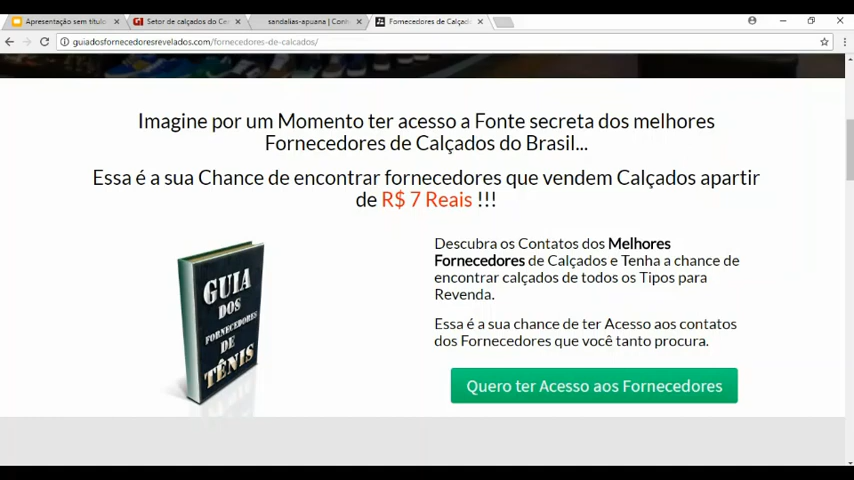 Apresentação sem título
Setor de calçados do Ce
sandalias-apuana | Conh
Fornecedores de Calçado
guiadosfornecedoresrevelados.com/fornecedores-de-calcados/
Imagine por um Momento ter acesso a Fonte secreta dos melhores
Fornecedores de Calçados do Brasil...
Essa é a sua Chance de encontrar fornecedores que vendem Calçados apartir
de R$ 7 Reais !!!
GUIA
DOS
FORNECEDORES
DE
TÊNIS
Descubra os Contatos dos Melhores
Fornecedores de Calçados e Tenha a chance de
encontrar calçados de todos os Tipos para
Revenda.
Essa é a sua chance de ter Acesso aos contatos
dos Fornecedores que você tanto procura.
Quero ter Acesso aos Fornecedores